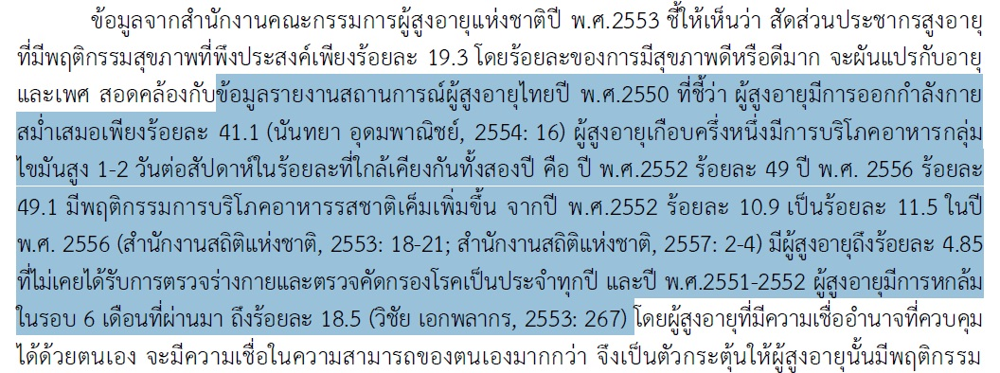 ข้อมูลจากสำนักงานคณะกรรมการผู้สูงอายุแห่งชาติปี พ.ศ.2553 ชี้ให้เห็นว่า สัดส่วนประชากรสูงอายุ
ที่มีพฤติกรรมสุขภาพที่พึงประสงค์เพียงร้อยละ 19.3 โดยร้อยละของการมีสุขภาพดีหรือดีมาก จะผันแปรกับอายุ
และเพศ สอดคล้องกับข้อมูลรายงานสถานการณ์ผู้สูงอายุไทยปี พ.ศ.2550 ที่ชี้ว่า ผู้สูงอายุมีการออกกำลังกาย
สม่ำเสมอเพียงร้อยละ 41.1 (นันทยา อุดมพาณิชย์, 2554: 16) ผู้สูงอายุเกือบครึ่งหนึ่งมีการบริโภคอาหารกลุ่ม
ไขมันสูง 1-2 วันต่อสัปดาห์ในร้อยละที่ใกล้เคียงกันทั้งสองปี คือ ปี พ.ศ.2552 ร้อยละ 49 ปี พ.ศ. 2556 ร้อยละ
49.1 มีพฤติกรรมการบริโภคอาหารรสชาติเค็มเพิ่มขึ้น จากปี พ.ศ.2552 ร้อยละ 10.9 เป็นร้อยละ 11.5 ในปี
พ.ศ. 2556 (สำนักงานสถิติแห่งชาติ, 2553: 18-21; สำนักงานสถิติแห่งชาติ, 2557: 2-4) มีผู้สูงอายุถึงร้อยละ 4.85
ที่ไม่เคยได้รับการตรวจร่างกายและตรวจคัดกรองโรคเป็นประจำทุกปี และปี พ.ศ.2551-2552 ผู้สูงอายุมีการหกล้ม
ในรอบ 6 เดือนที่ผ่านมา ถึงร้อยละ 18.5 (วิชัย เอกพลากร, 2553: 267) โดยผู้สูงอายุที่มีความเชื่ออำนาจที่ควบคุม
ได้ด้วยตนเอง จะมีความเชื่อในความสามารถของตนเองมากกว่า จึงเป็นตัวกระตุ้นให้ผู้สูงอายุนั้นมีพฤติกรรม